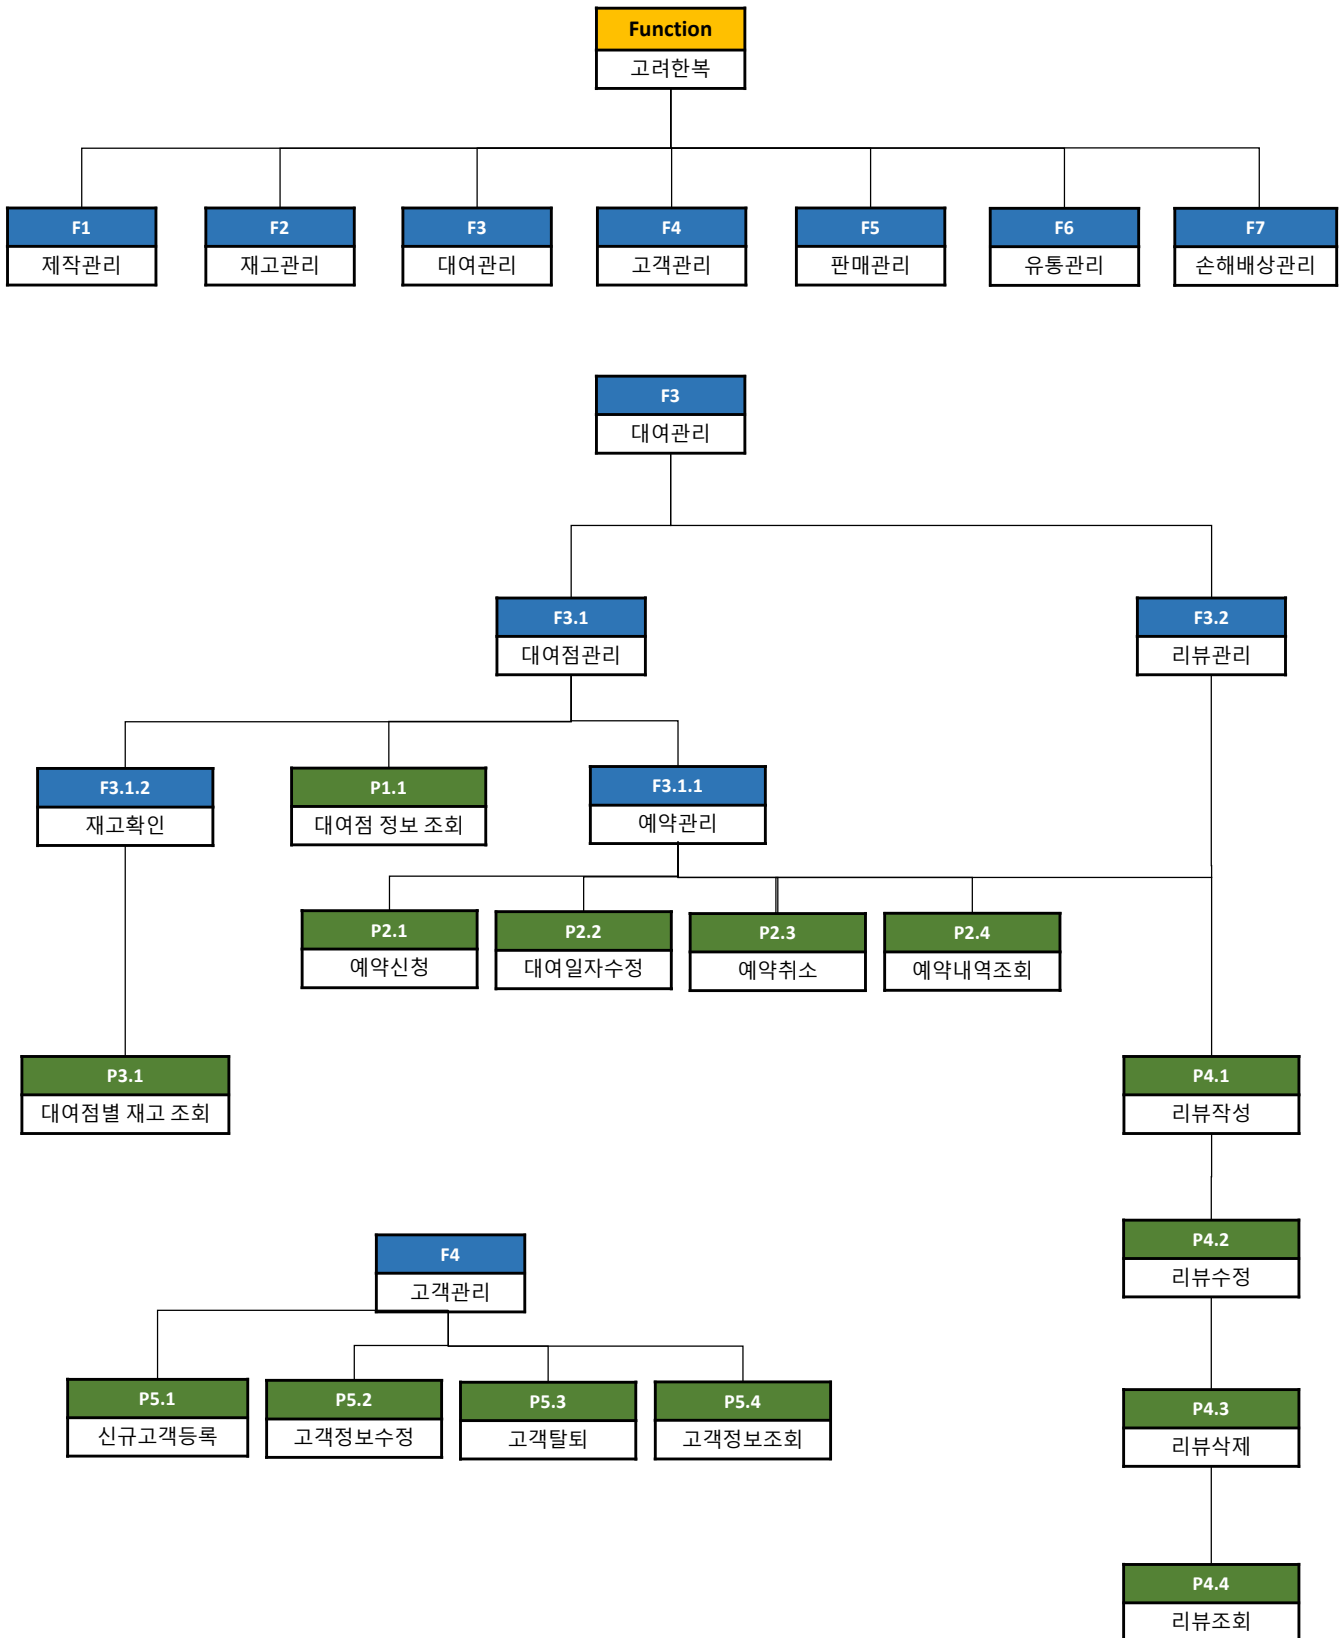 Function
고려한복
F1
제작관리
F2
재고관리
F3
대여관리
F4
고객관리
F5
판매관리
F6
유통관리
F7
손해배상관리
F3
대여관리
F3.1
대여점관리
F3.2
리뷰관리
F3.1.2
재고확인
P1.1
대여점 정보 조회
F3.1.1
예약관리
P2.1
예약신청
P2.2
대여일자수정
P2.3
예약취소
P2.4
예약내역조회
P3.1
대여점별 재고 조회
P4.1
리뷰작성
P4.2
리뷰수정
F4
고객관리
P5.1
신규고객등록
P5.2
고객정보수정
P5.3
고객탈퇴
P5.4
고객정보조회
P4.3
리뷰삭제
P4.4
리뷰조회